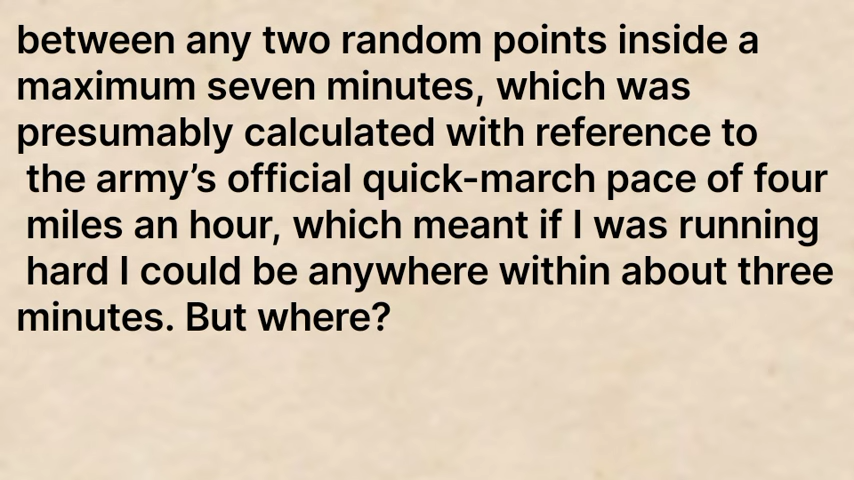 between any two random points inside a
maximum seven minutes, which was
presumably calculated with reference to
the army’s official quick-march pace of four
miles an hour, which meant if I was running
hard I could be anywhere within about three
minutes. But where?